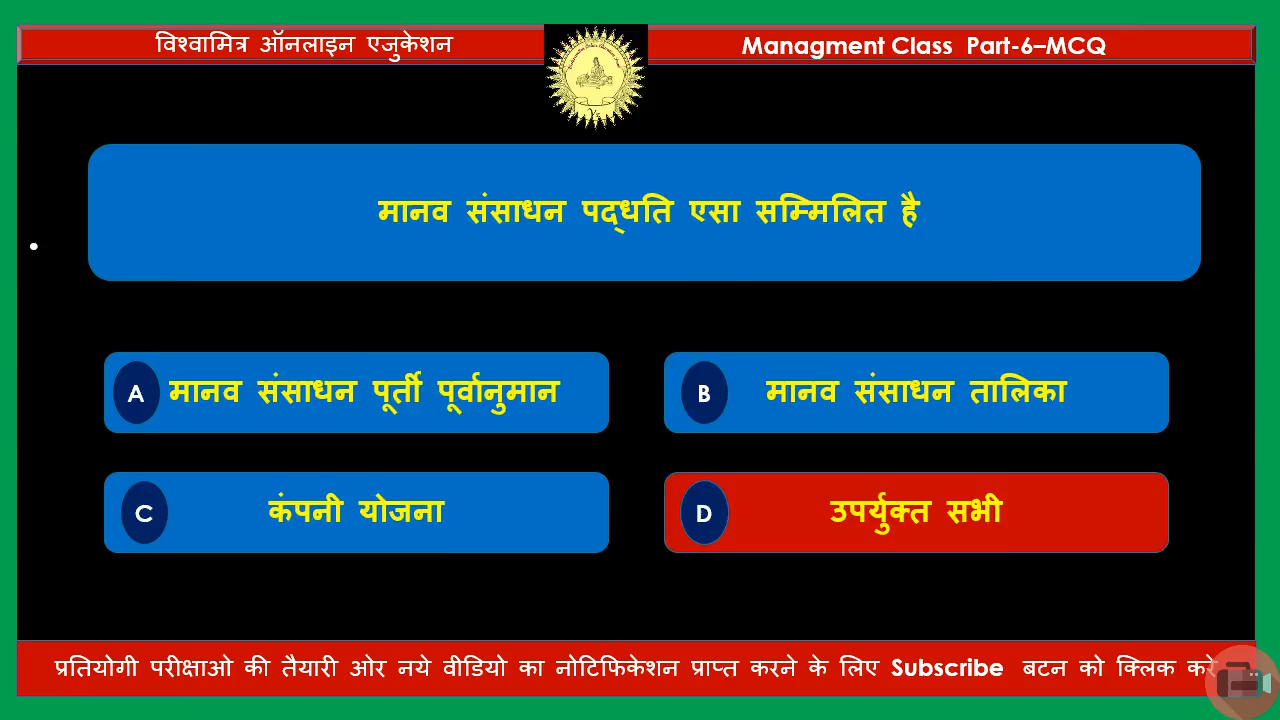 विश्वामित्र ऑनलाइन एजुकेशन
Managment Class Part-6–MCQ
मानव संसाधन पद्धति एसा सम्मिलित है
A मानव संसाधन पूर्ती पूर्वानुमान
B मानव संसाधन तालिका
C कंपनी योजना
D उपर्युक्त सभी
प्रतियोगी परीक्षाओ की तैयारी ओर नये वीडियो का नोटिफिकेशन प्राप्त करने के लिए Subscribe बटन को क्लिक करे